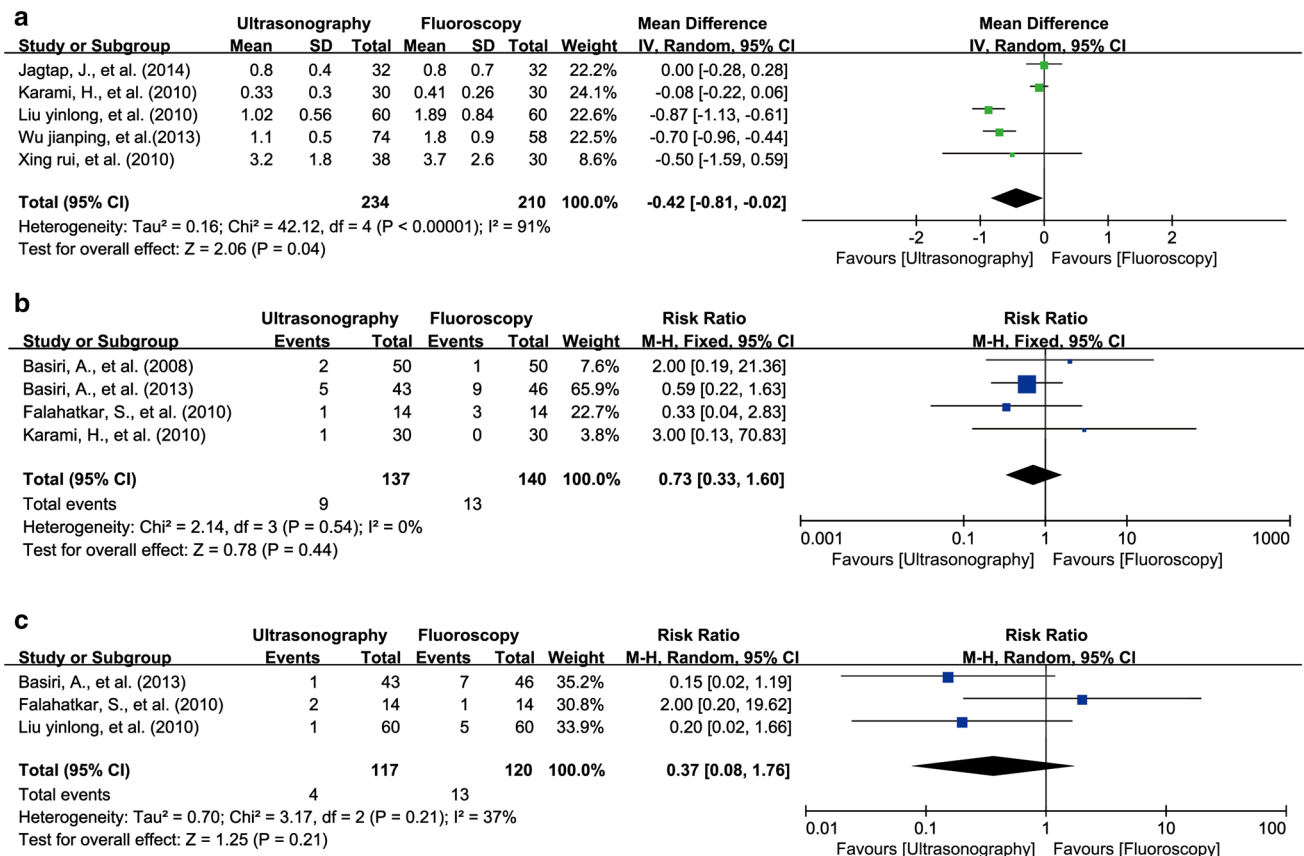 a
Ultrasonography Fluoroscopy Mean Difference Mean Difference
Study or Subgroup Mean SD Total Mean SD Total Weight IV, Random, 95% CI IV, Random, 95% CI
Jagtap, J., et al. (2014) 0.8 0.4 32 0.8 0.7 32 22.2% 0.00 [-0.28, 0.28]
Karami, H., et al. (2010) 0.33 0.3 30 0.41 0.26 30 24.1% -0.08 [-0.22, 0.06]
Liu yinlong, et al. (2010) 1.02 0.56 60 1.89 0.84 60 22.6% -0.87 [-1.13, -0.61]
Wu jianping, et al.(2013) 1.1 0.5 74 1.8 0.9 58 22.5% -0.70 [-0.96, -0.44]
Xing rui, et al. (2010) 3.2 1.8 38 3.7 2.6 30 8.6% -0.50 [-1.59, 0.59]
Total (95% CI) 234 210 100.0% -0.42 [-0.81, -0.02]
Heterogeneity: Tau² = 0.16; Chi² = 42.12, df = 4 (P < 0.00001); I² = 91%
Test for overall effect: Z = 2.06 (P = 0.04)
-2 -1 0 1 2
Favours [Ultrasonography] Favours [Fluoroscopy]
b
Ultrasonography Fluoroscopy Risk Ratio Risk Ratio
Study or Subgroup Events Total Events Total Weight M-H, Fixed, 95% CI M-H, Fixed, 95% CI
Basiri, A., et al. (2008) 2 50 1 50 7.6% 2.00 [0.19, 21.36]
Basiri, A., et al. (2013) 5 43 9 46 65.9% 0.59 [0.22, 1.63]
Falahatkar, S., et al. (2010) 1 14 3 14 22.7% 0.33 [0.04, 2.83]
Karami, H., et al. (2010) 1 30 0 30 3.8% 3.00 [0.13, 70.83]
Total (95% CI) 137 140 100.0% 0.73 [0.33, 1.60]
Total events 9 13
Heterogeneity: Chi² = 2.14, df = 3 (P = 0.54); I² = 0%
Test for overall effect: Z = 0.78 (P = 0.44)
0.001 0.1 1 10 1000
Favours [Ultrasonography] Favours [Fluoroscopy]
c
Ultrasonography Fluoroscopy Risk Ratio Risk Ratio
Study or Subgroup Events Total Events Total Weight M-H, Random, 95% CI M-H, Random, 95% CI
Basiri, A., et al. (2013) 1 43 7 46 35.2% 0.15 [0.02, 1.19]
Falahatkar, S., et al. (2010) 2 14 1 14 30.8% 2.00 [0.20, 19.62]
Liu yinlong, et al. (2010) 1 60 5 60 33.9% 0.20 [0.02, 1.66]
Total (95% CI) 117 120 100.0% 0.37 [0.08, 1.76]
Total events 4 13
Heterogeneity: Tau² = 0.70; Chi² = 3.17, df = 2 (P = 0.21); I² = 37%
Test for overall effect: Z = 1.25 (P = 0.21)
0.01 0.1 1 10 100
Favours [Ultrasonography] Favours [Fluoroscopy]